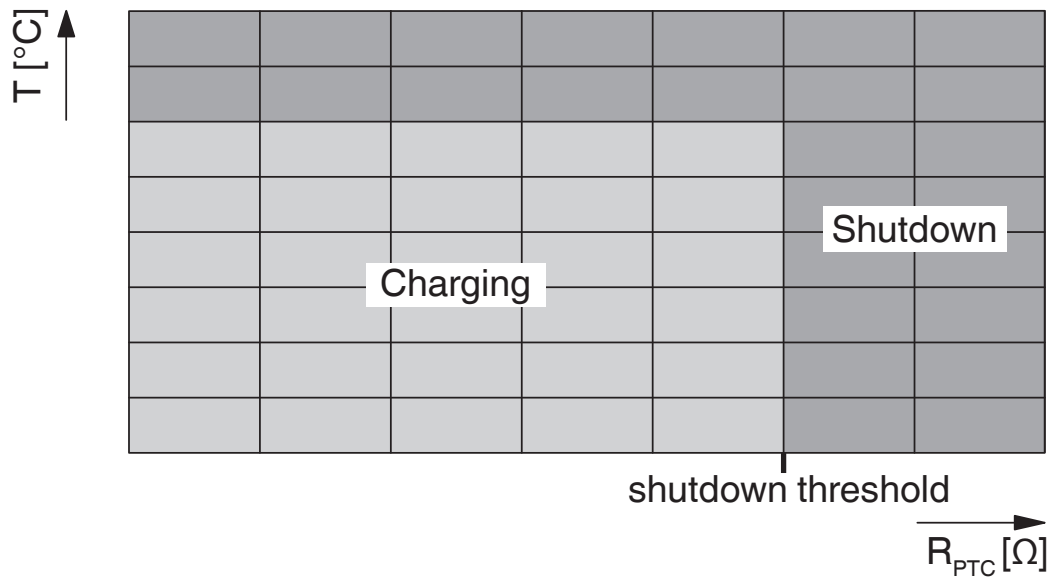 T [°C]
Shutdown
Charging
shutdown threshold
R_PTC [Ω]